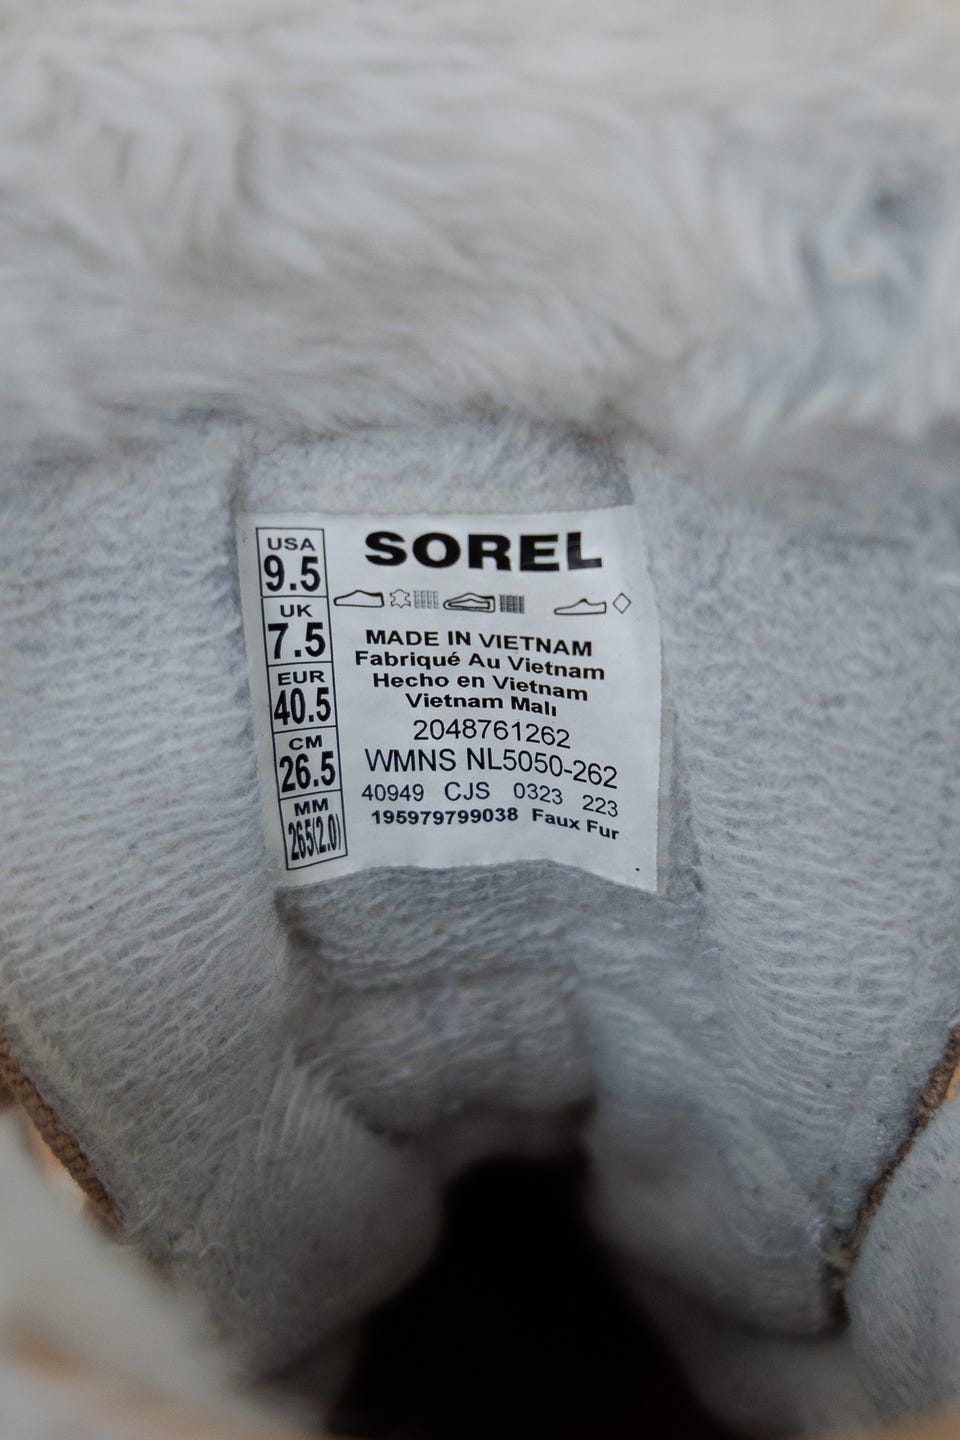 USA
9.5
UK
7.5
EUR
40.5
CM
26.5
MM
265(2.0)
SOREL
MADE IN VIETNAM
Fabriqué Au Vietnam
Hecho en Vietnam
Vietnam Malı
2048761262
WMNS NL5050-262
40949 CJS 0323 223
195979799038 Faux Fur